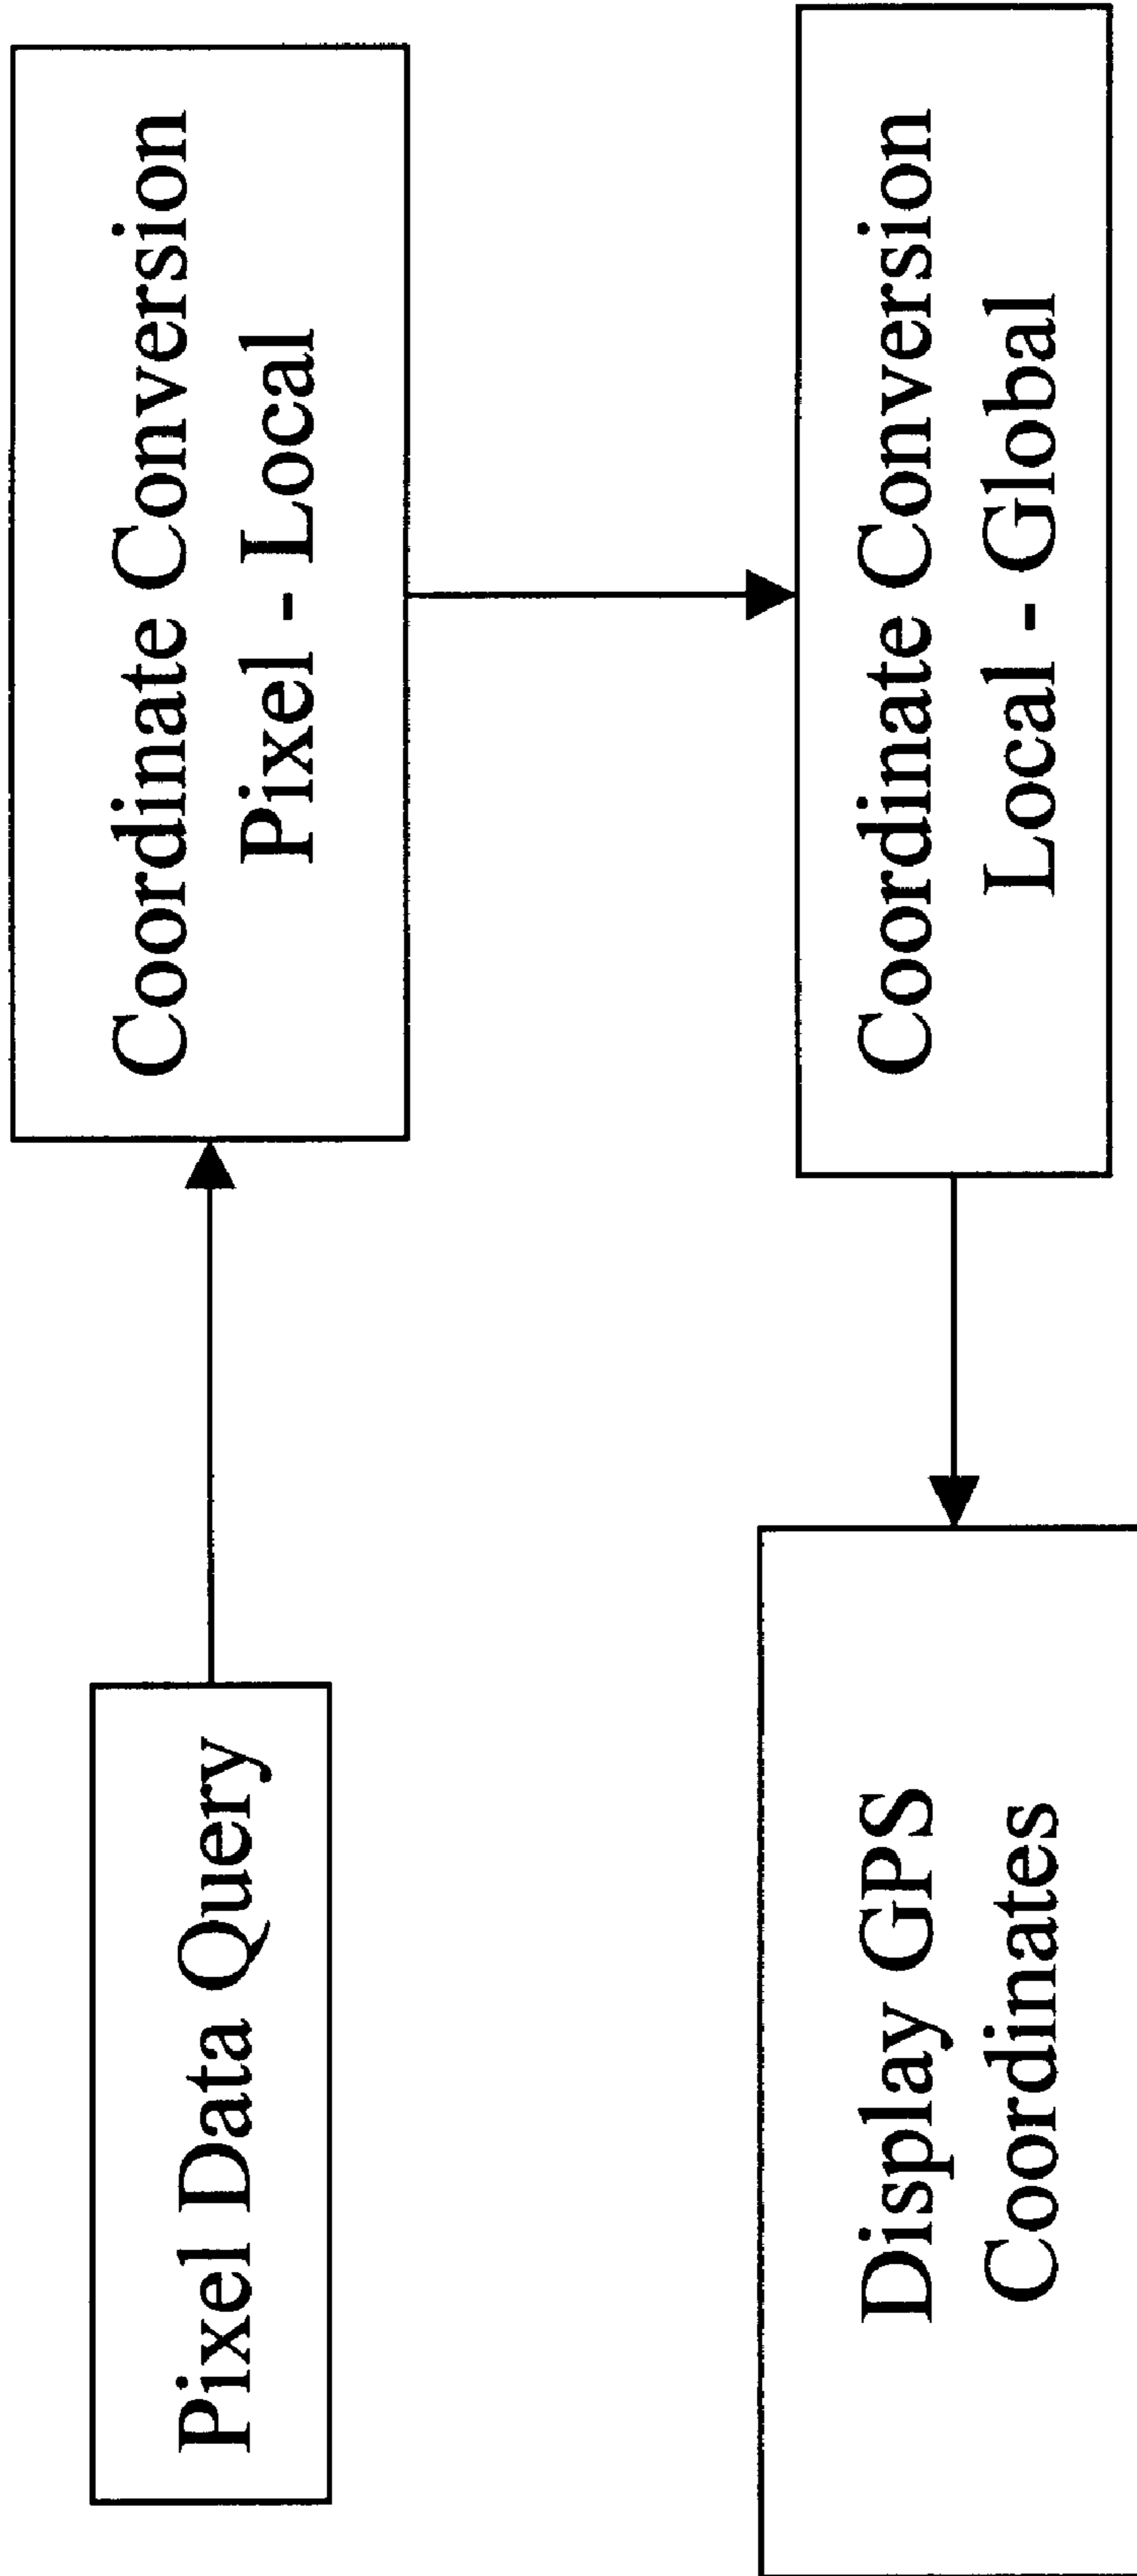 Pixel Data Query
Coordinate Conversion
Pixel - Local
Coordinate Conversion
Local - Global
Display GPS
Coordinates